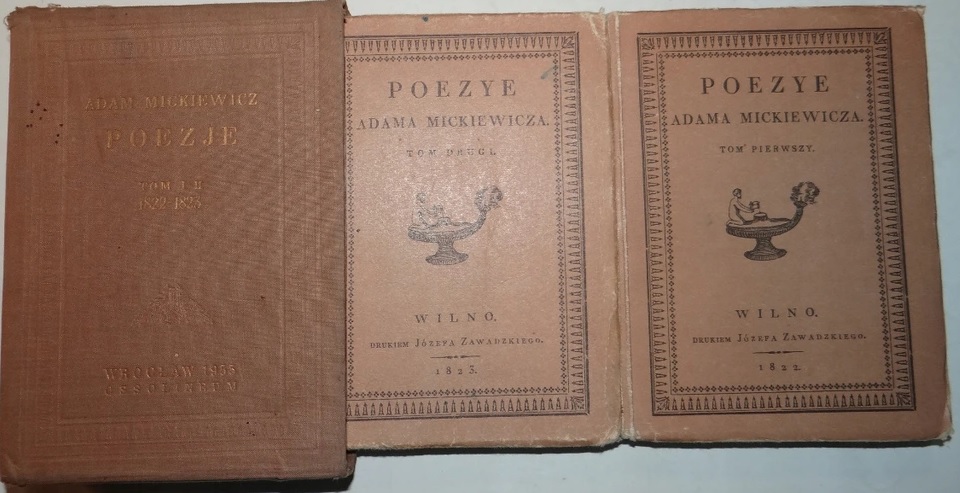 ADAM MICKIEWICZ
POEZJE
TOM I II
1822-1823
WROCŁAW 1955
OSSOLINEUM
POEZYE
ADAMA MICKIEWICZA.
TOM DRUGI.
WILNO.
DRUKIEM JÓZEFA ZAWADZKIEGO.
1823.
POEZYE
ADAMA MICKIEWICZA.
TOM PIERWSZY.
WILNO.
DRUKIEM JÓZEFA ZAWADZKIEGO.
1822.